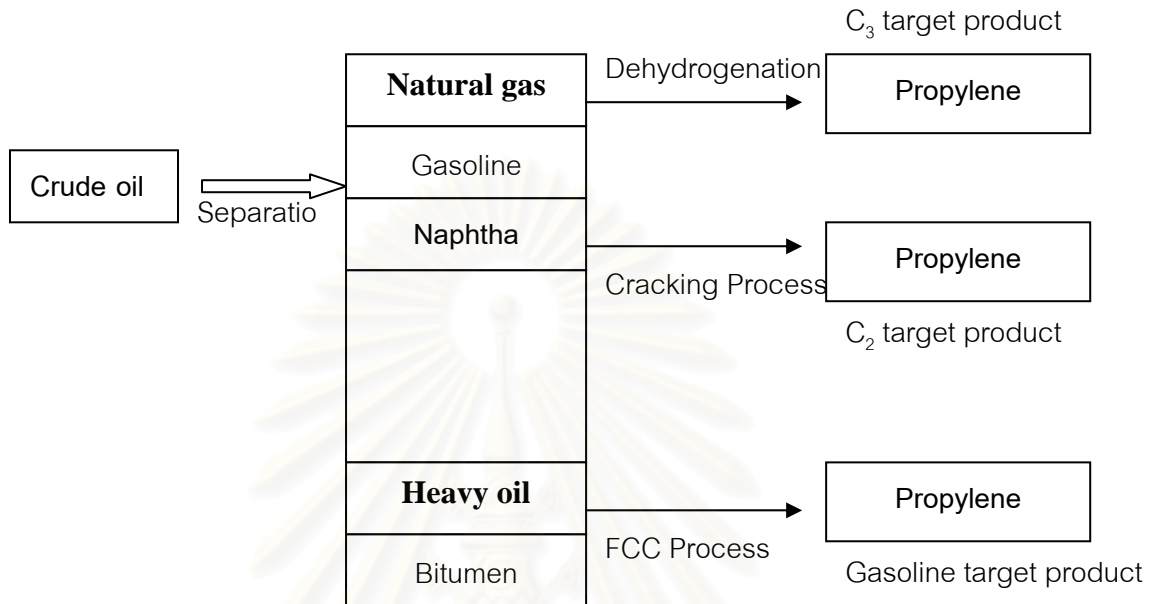 C₃ target product
Natural gas
Dehydrogenation
Propylene
Gasoline
Crude oil
Separatio
Naphtha
Cracking Process
Propylene
C₂ target product
Heavy oil
Propylene
FCC Process
Bitumen
Gasoline target product